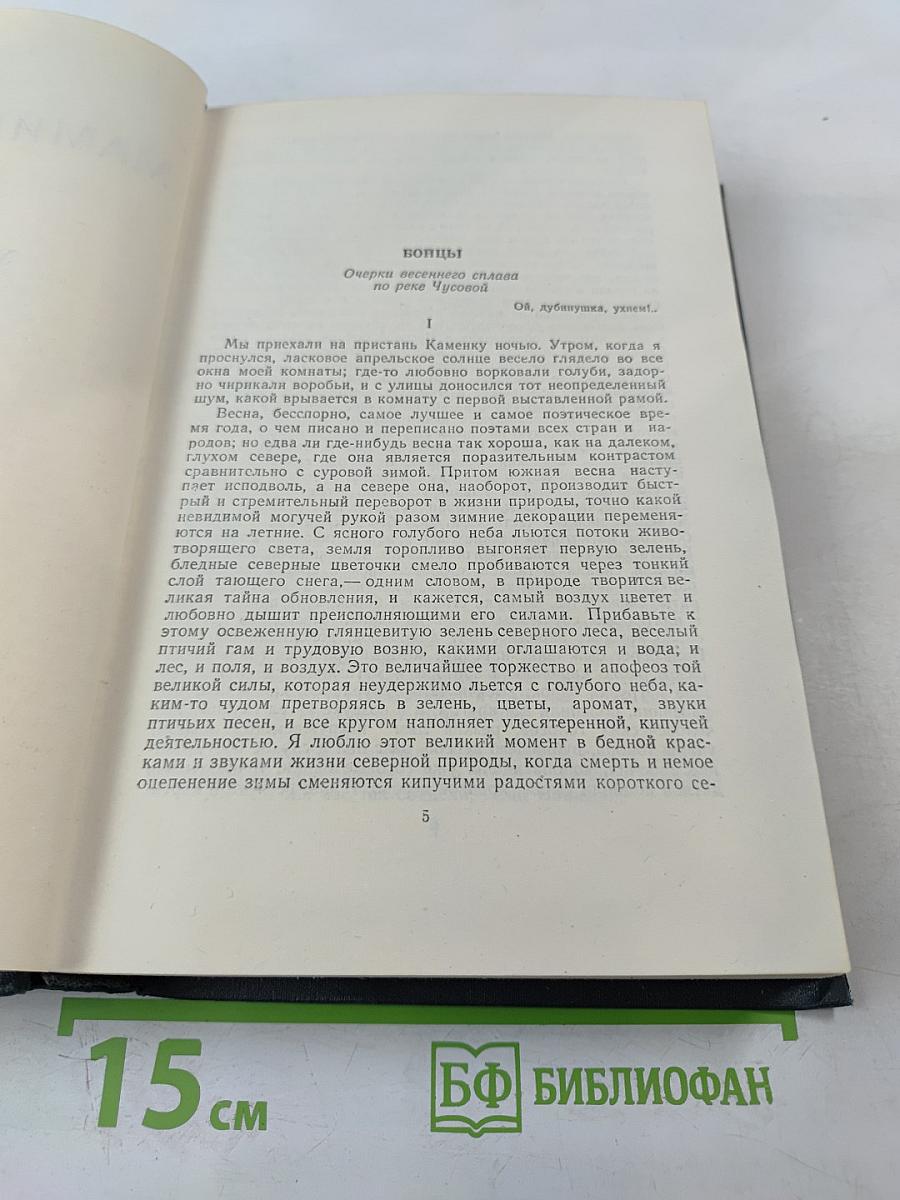 БОЙЦЫ
Очерки весеннего сплава
по реке Чусовой
Ой, дубинушка, ухнем!..
I
Мы приехали на пристань Каменку ночью. Утром, когда я
проснулся, ласковое апрельское солнце весело глядело во все
окна моей комнаты; где-то любовно ворковали голуби, задор-
но чирикали воробьи, и с улицы доносился тот неопределенный
шум, какой врывается в комнату с первой выставленной рамой.
Весна, бесспорно, самое лучшее и самое поэтическое вре-
мя года, о чем писано и переписано поэтами всех стран и на-
родов; но едва ли где-нибудь весна так хороша, как на далеком,
глухом севере, где она является поразительным контрастом
сравнительно с суровой зимой. Притом южная весна насту-
пает исподволь, а на севере она, наоборот, производит быст-
рый и стремительный переворот в жизни природы, точно какой
невидимой могучей рукой разом зимние декорации переменя-
ются на летние. С ясного голубого неба льются потоки живо-
творящего света, земля торопливо выгоняет первую зелень,
бледные северные цветочки смело пробиваются через тонкий
слой тающего снега,— одним словом, в природе творится ве-
ликая тайна обновления, и кажется, самый воздух цветет и
любовно дышит преисполняющими его силами. Прибавьте к
этому освеженную глянцевитую зелень северного леса, веселый
птичий гам и трудовую возню, какими оглашаются и вода; и
лес, и поля, и воздух. Это величайшее торжество и апофеоз той
великой силы, которая неудержимо льется с голубого неба, ка-
ким-то чудом претворяясь в зелень, цветы, аромат, звуки
птичьих песен, и все кругом наполняет удесятеренной, кипучей
деятельностью. Я люблю этот великий момент в бедной крас-
ками и звуками жизни северной природы, когда смерть и немое
оцепенение зимы сменяются кипучими радостями короткого се-
5
15 см
БФ БИБЛИОФАН